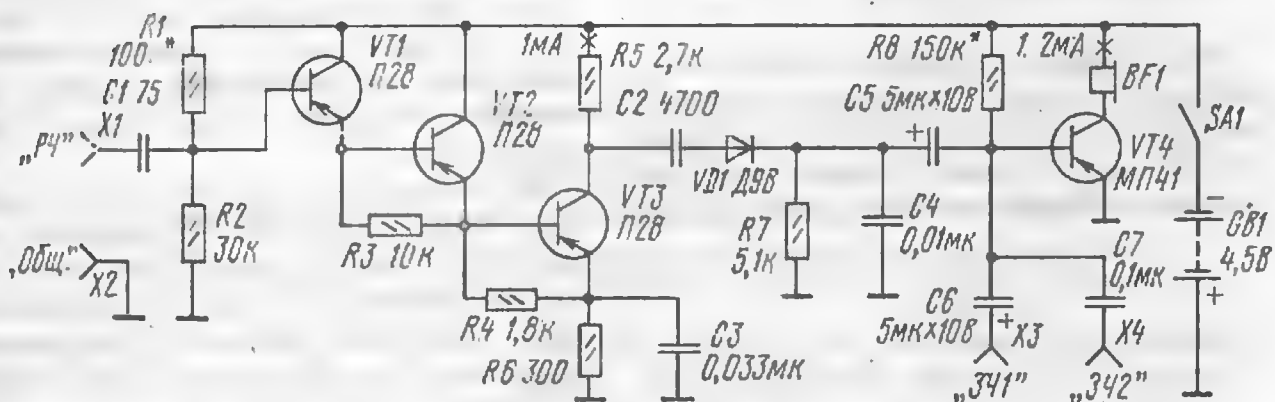 R1
100.*
C1 75
X1
„РЧ"
R2
30к
„Общ."
X2
VT1
П28
VT2
П28
R3 10к
R4 1,8к
R6 300
1мА
R5 2,7к
C2 4700
VT3
П28
C3
0,033мк
VD1 Д9В
R7
5,1к
C4
0,01мк
C5 5мк×10В
R8 150к*
1. 2мА
BF1
VT4
МП41
SA1
GB1
4,5В
C6
5мк×10В
X3
„ЗЧ1"
C7
0,1мк
X4
„ЗЧ2"